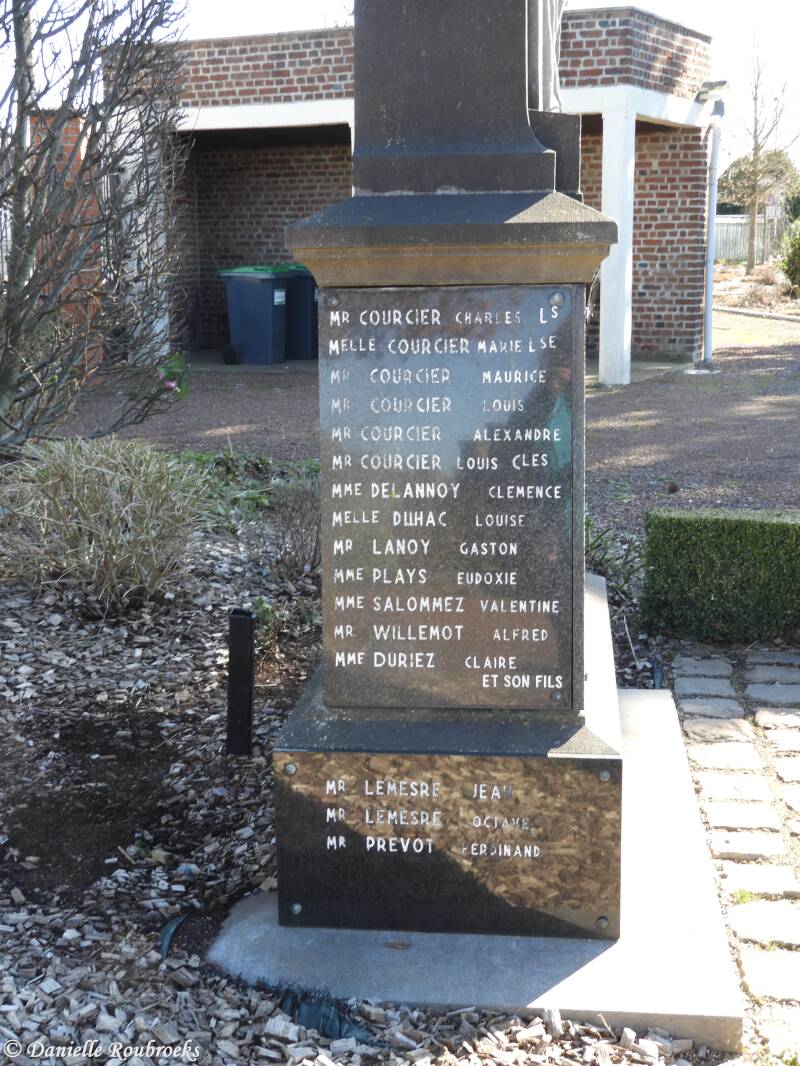 MR COURCIER CHARLES LS
MELLE COURCIER MARIE LSE
MR COURCIER MAURICE
MR COURCIER LOUIS
MR COURCIER ALEXANDRE
MR COURCIER LOUIS CLES
MME DELANNOY CLEMENCE
MELLE DUHAC LOUISE
MR LANOY GASTON
MME PLAYS EUDOXIE
MME SALOMMEZ VALENTINE
MR WILLEMOT ALFRED
MME DURIEZ CLAIRE
ET SON FILS
MR LEMESRE JEAN
MR LEMESRE OCTAVE
MR PREVOT FERDINAND
© Danielle Roubroeks